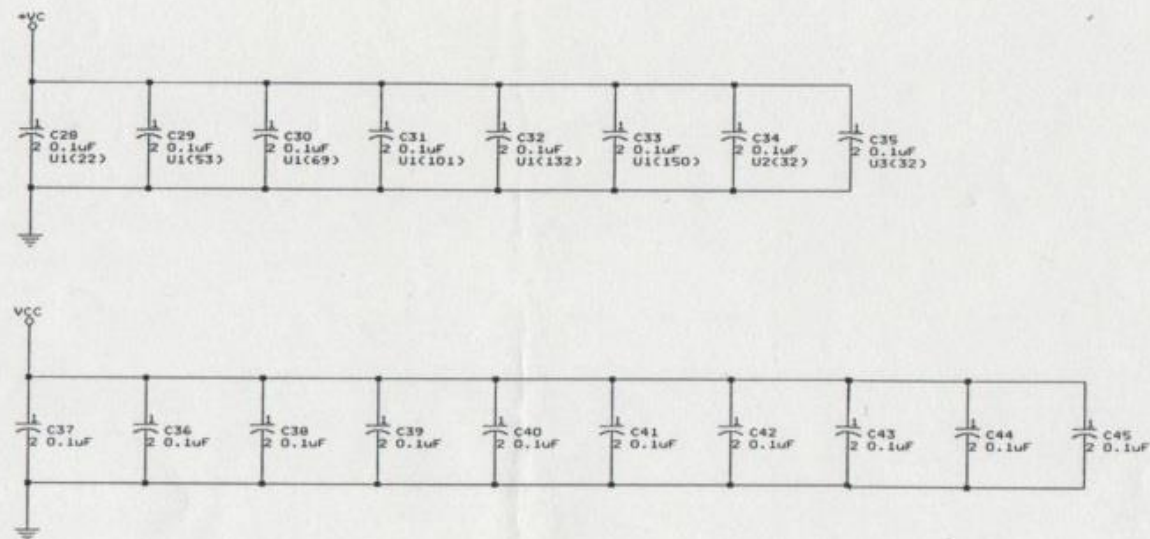 +VC
1
C28
2 0.1uF
U1(22)
1
C29
2 0.1uF
U1(53)
1
C30
2 0.1uF
U1(69)
1
C31
2 0.1uF
U1(101)
1
C32
2 0.1uF
U1(132)
1
C33
2 0.1uF
U1(150)
1
C34
2 0.1uF
U2(32)
1
C35
2 0.1uF
U3(32)
VCC
1
C37
2 0.1uF
1
C36
2 0.1uF
1
C38
2 0.1uF
1
C39
2 0.1uF
1
C40
2 0.1uF
1
C41
2 0.1uF
1
C42
2 0.1uF
1
C43
2 0.1uF
1
C44
2 0.1uF
1
C45
2 0.1uF